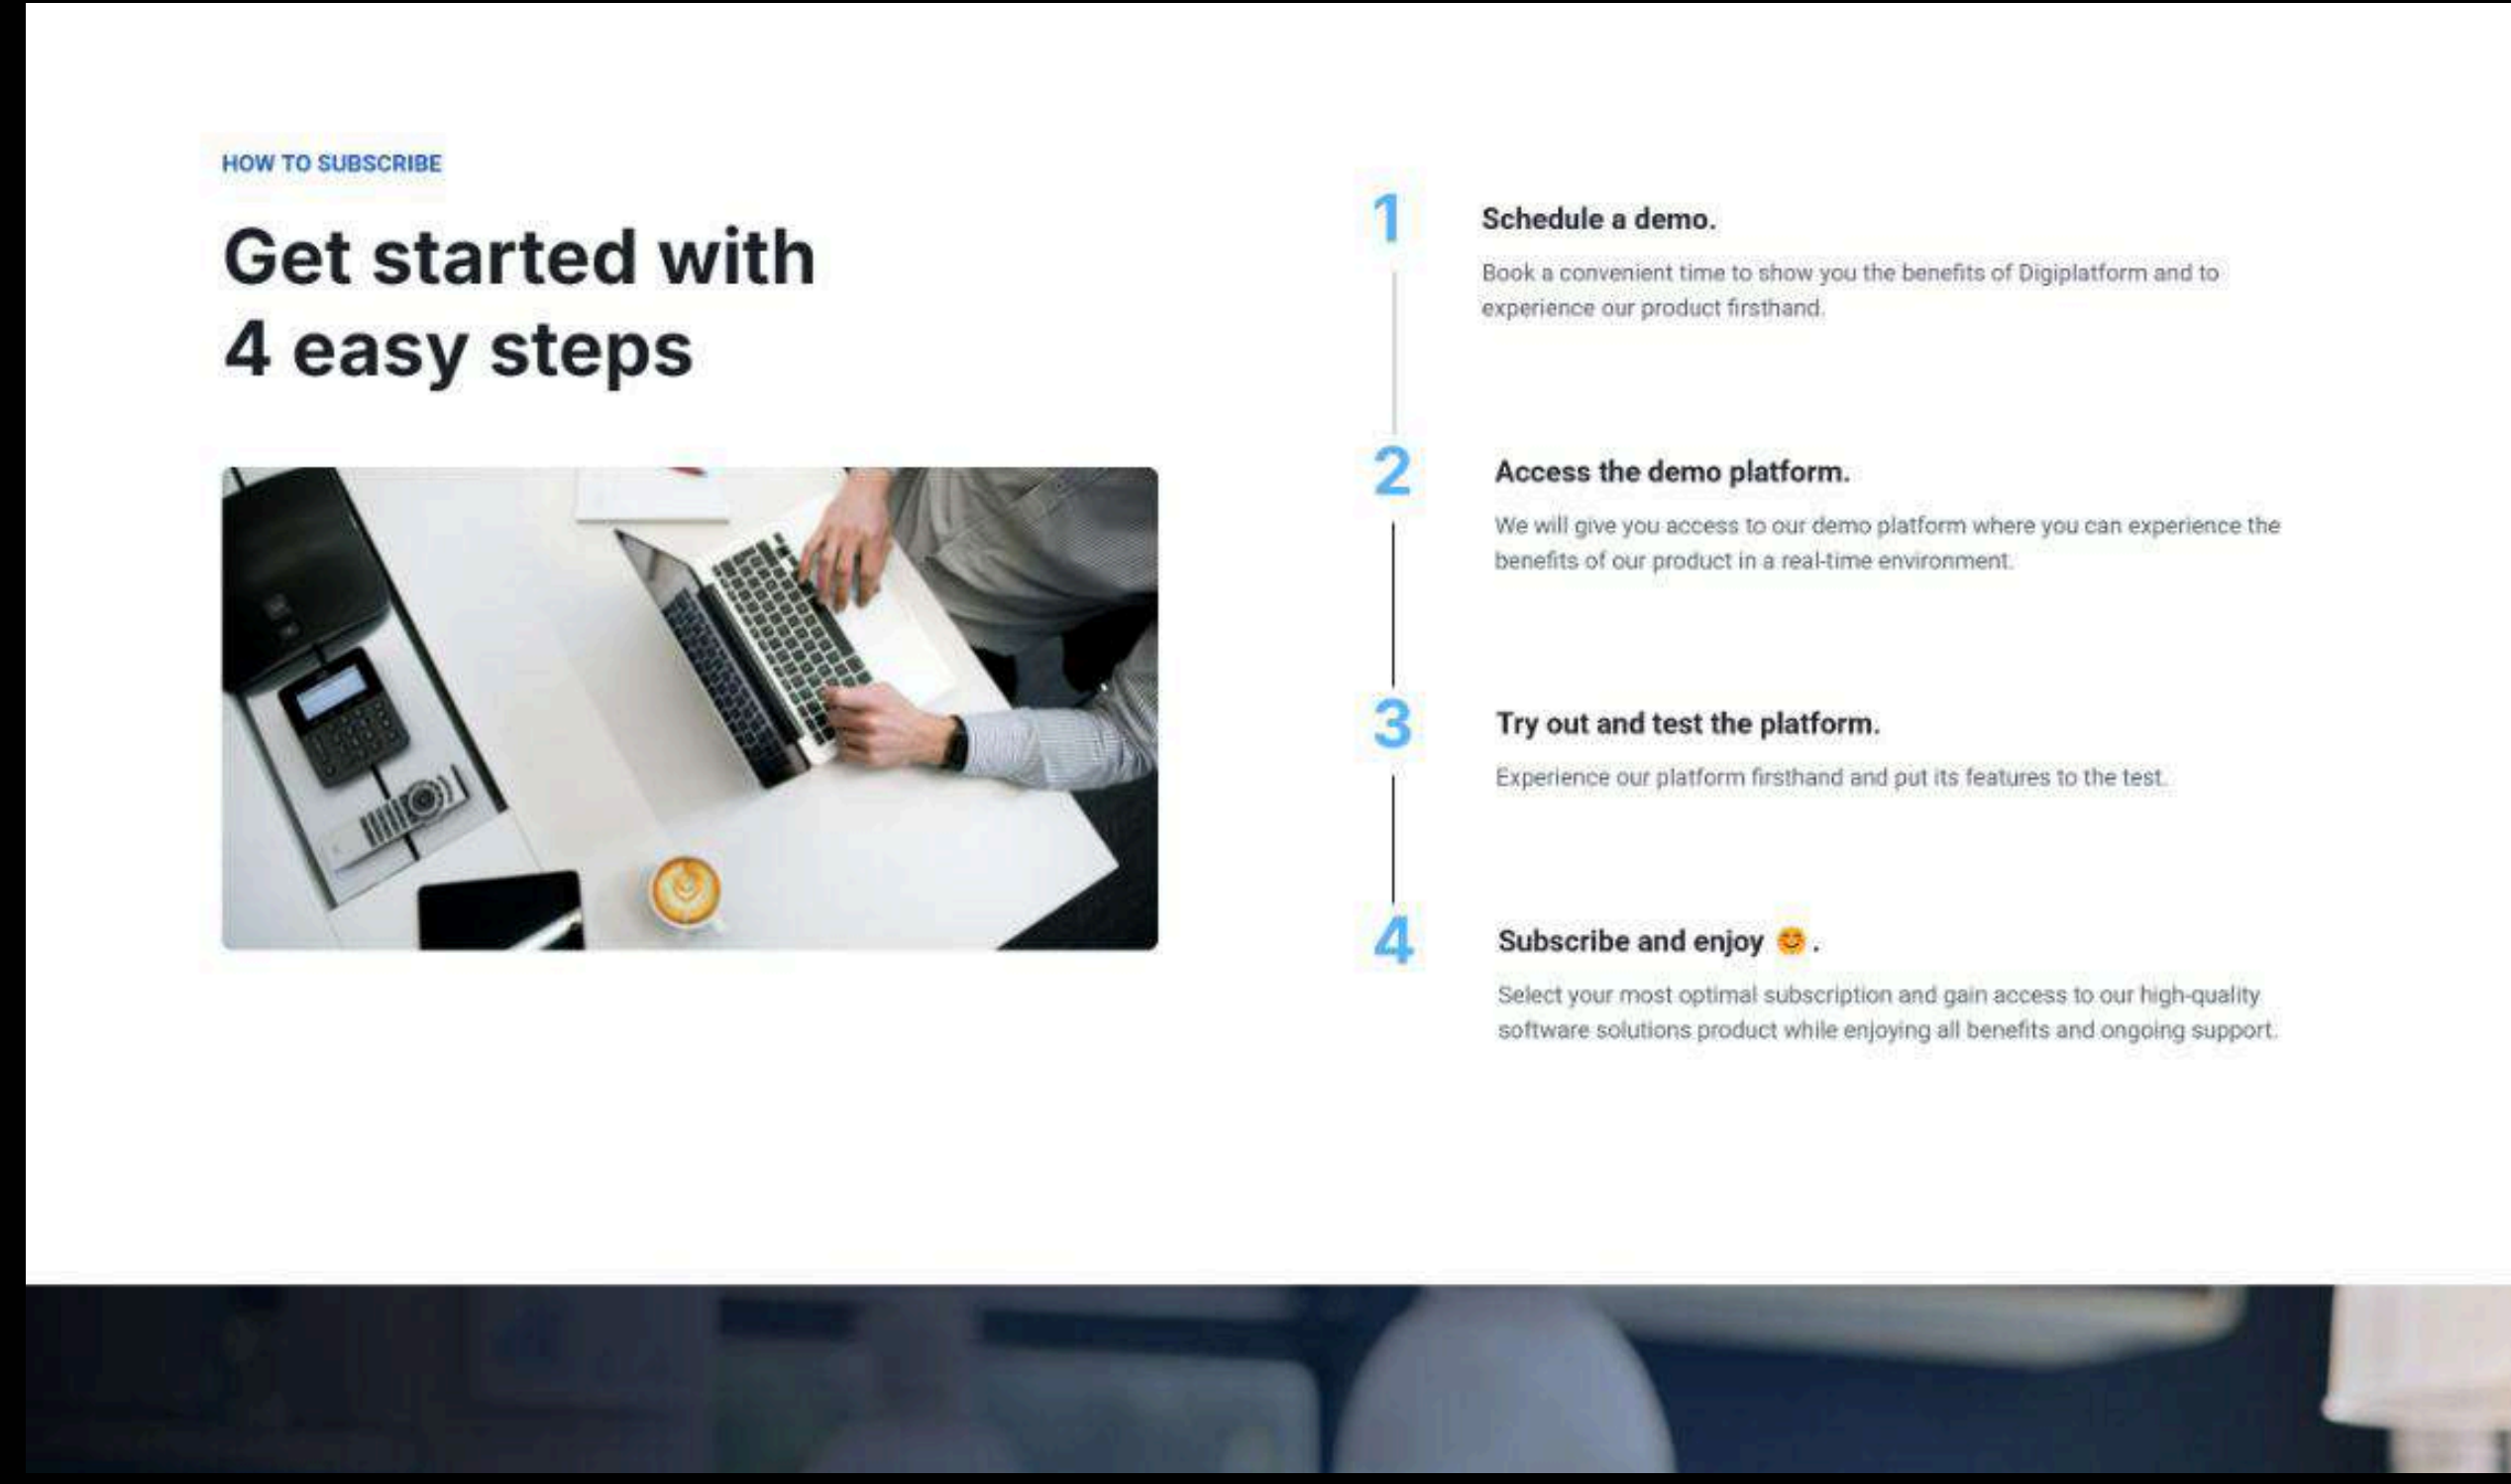 HOW TO SUBSCRIBE
Get started with
4 easy steps
1
Schedule a demo.
Book a convenient time to show you the benefits of Digiplatform and to
experience our product firsthand.
2
Access the demo platform.
We will give you access to our demo platform where you can experience the
benefits of our product in a real-time environment.
3
Try out and test the platform.
Experience our platform firsthand and put its features to the test.
4
Subscribe and enjoy 😊 .
Select your most optimal subscription and gain access to our high-quality
software solutions product while enjoying all benefits and ongoing support.